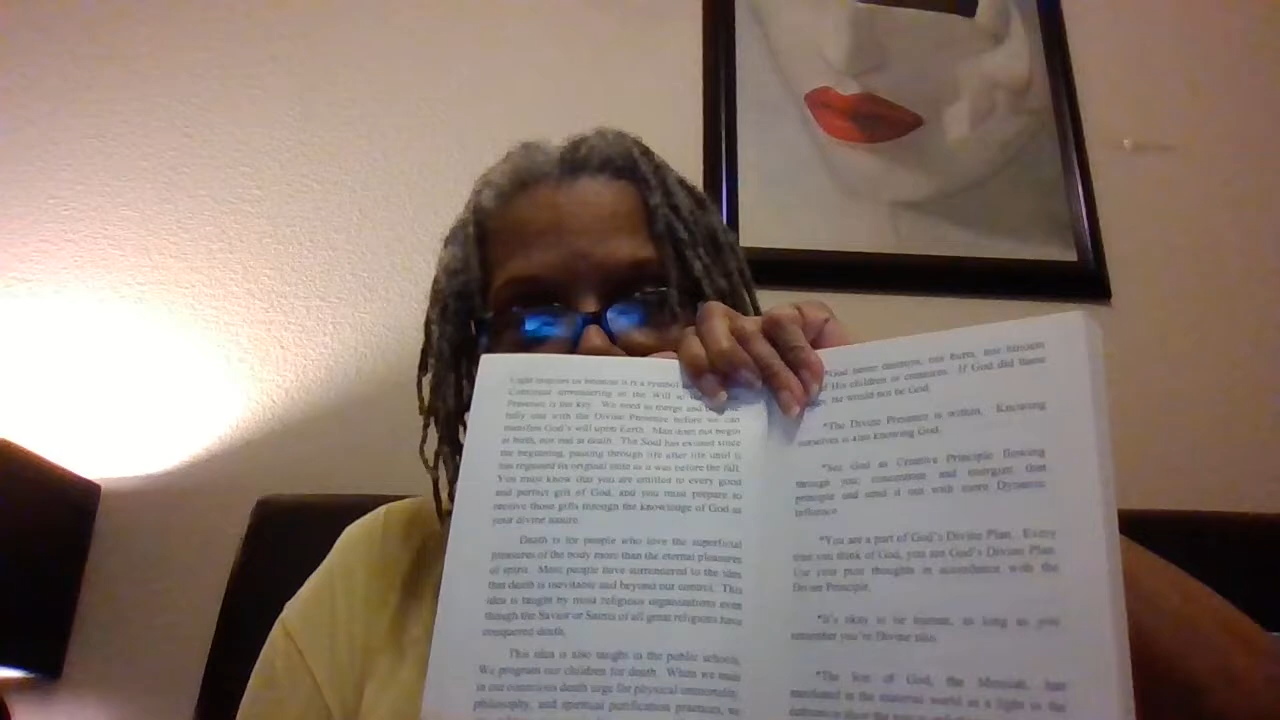 Light inspires us because it is a symbol
Continual surrendering to the Will
Presence is the key. We need to merge and
fully one with the Divine Presence before we can
manifest God's will upon Earth. Man does not begin
at birth, nor end at death. The Soul has existed since
the beginning, passing through life after life until it
has regained its original state as it was before the fall.
You must know that you are entitled to every good
and perfect gift of God, and you must prepare to
receive those gifts through the knowledge of God as
your divine nature.
Death is for people who love the superficial
pleasures of the body more than the eternal pleasures
of spirit. Most people have surrendered to the idea
that death is inevitable and beyond our control. This
idea is taught by most religious organizations even
though the Savior or Saints of all great religions have
conquered death.
This idea is also taught in the public schools.
We program our children for death. When we
in our conscious death urge for physical immortality
philosophy, and spiritual purification practices, we
*God never destroys, nor hurts, nor
of His children or creations. If God did these
He would not be God.
*The Divine Presence is within. Knowing
ourselves is also knowing God.
*See God as Creative Principle flowing
through you; concentrate and energize that
principle and send it out with more Dynamic
influence.
*You are a part of God's Divine Plan. Every
time you think of God, you are God's Divine Plan.
Use your thoughts in accordance with the
Divine Principle.
*It's okay to be human, as long as you
remember you're Divine also.
*The Son of God, the Messiah, has
in the material world as a light in the